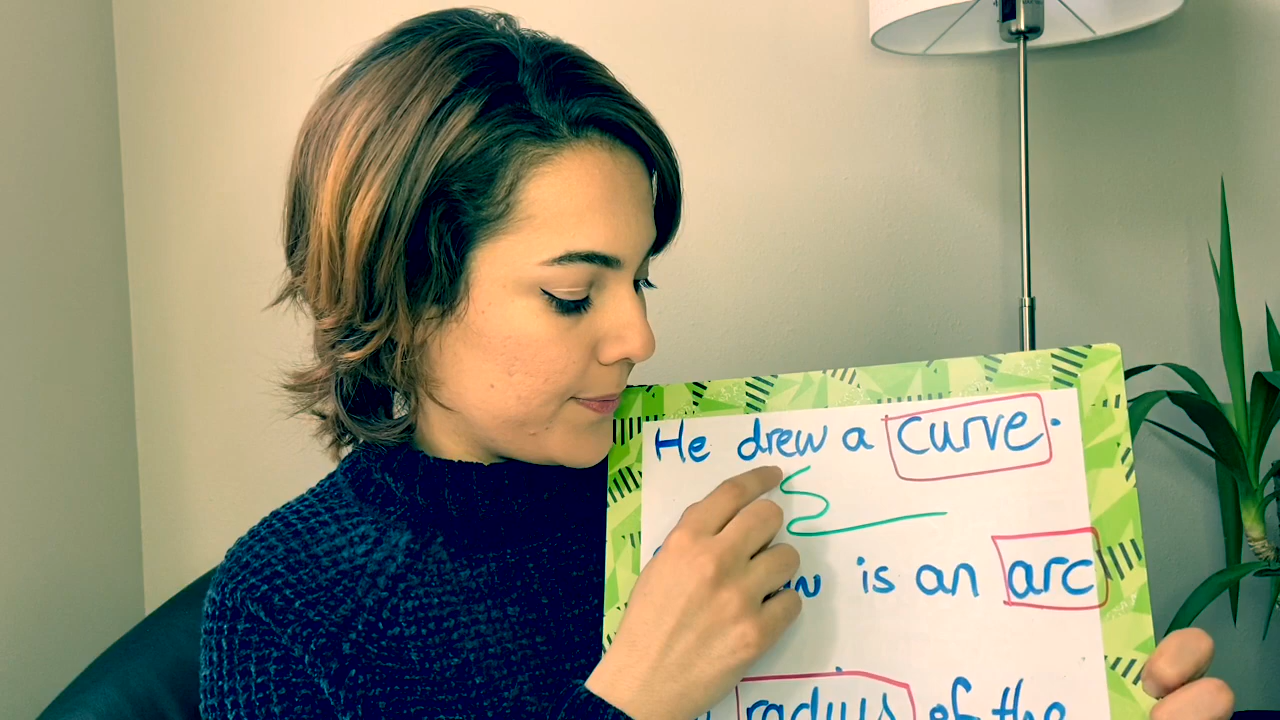 He drew a curve.
is an arc
radius of the